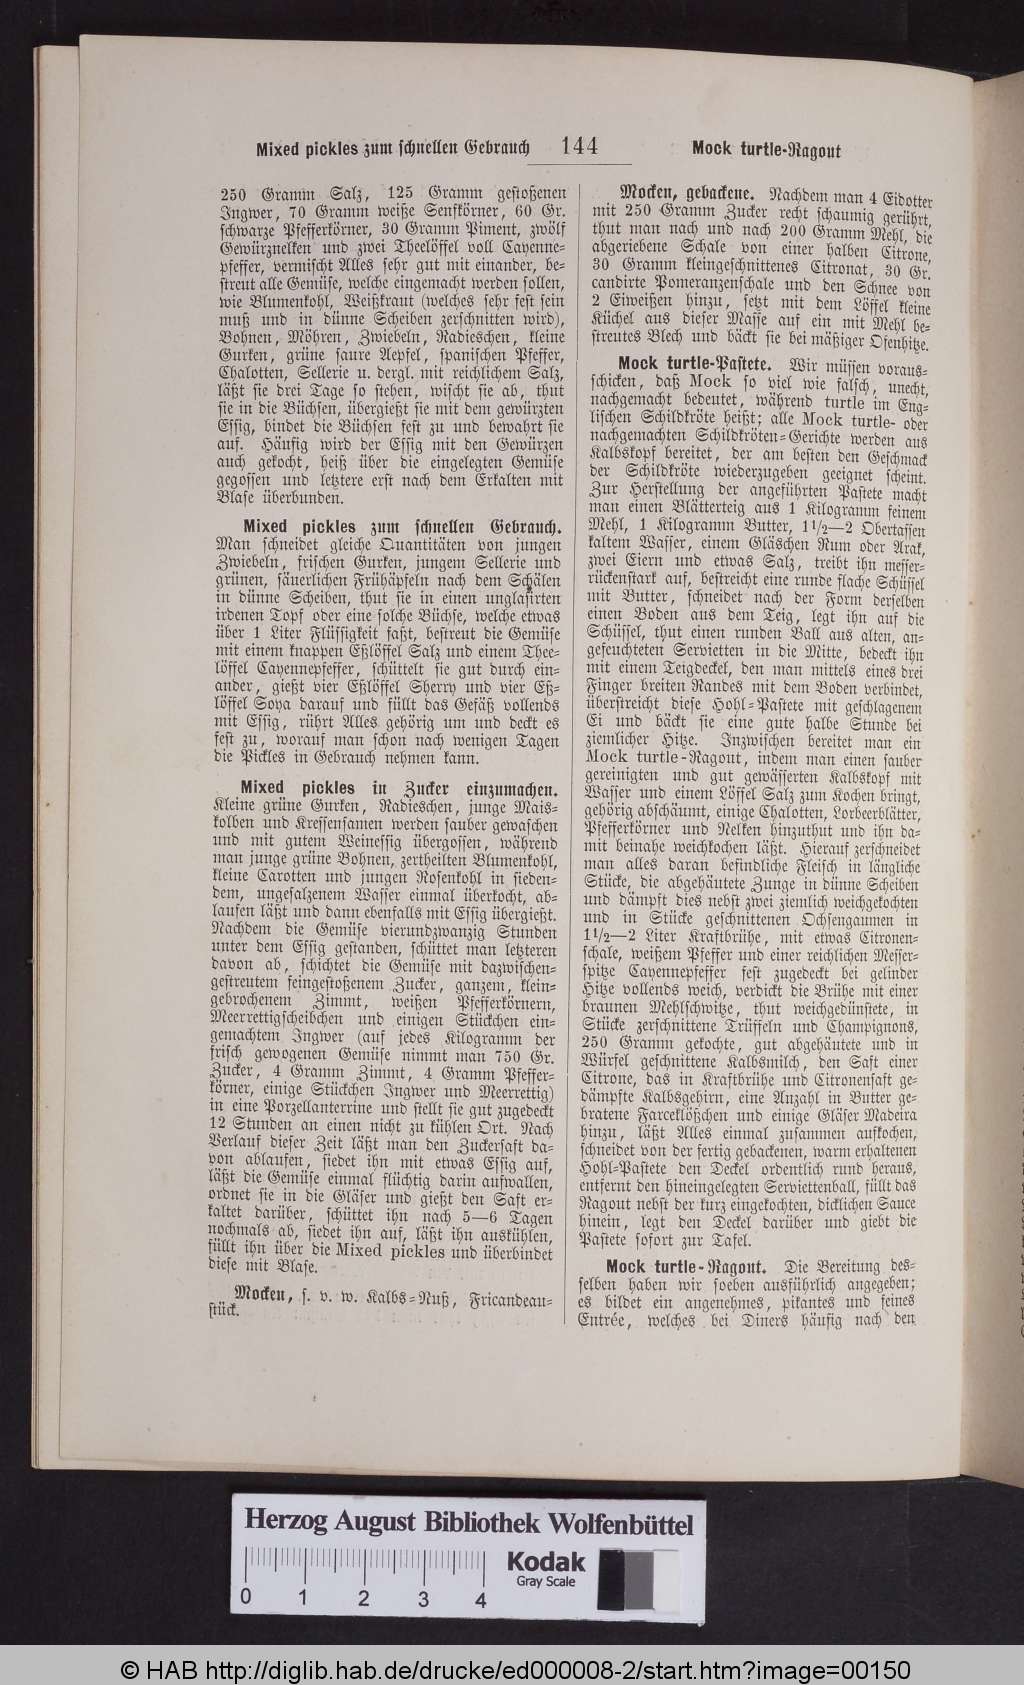 Mixed pickles zum schnellen Gebrauch 144 Mock turtle-Ragout
250 Gramm Salz, 125 Gramm gestoßenen
Ingwer, 70 Gramm weiße Senfkörner, 60 Gr.
schwarze Pfefferkörner, 30 Gramm Piment, zwölf
Gewürznelken und zwei Theelöffel voll Cayenne-
pfeffer, vermischt Alles sehr gut mit einander, be-
streut alle Gemüse, welche eingemacht werden sollen,
wie Blumenkohl, Weißkraut (welches sehr fest sein
muß und in dünne Scheiben zerschnitten wird),
Bohnen, Möhren, Zwiebeln, Radieschen, kleine
Gurken, grüne saure Aepfel, spanischen Pfeffer,
Chalotten, Sellerie u. dergl. mit reichlichem Salz,
läßt sie drei Tage so stehen, wischt sie ab, thut
sie in die Büchsen, übergießt sie mit dem gewürzten
Essig, bindet die Büchsen fest zu und bewahrt sie
auf. Häufig wird der Essig mit den Gewürzen
auch gekocht, heiß über die eingelegten Gemüse
gegossen und letztere erst nach dem Erkalten mit
Blase überbunden.
Mixed pickles zum schnellen Gebrauch.
Man schneidet gleiche Quantitäten von jungen
Zwiebeln, frischen Gurken, jungem Sellerie und
grünen, säuerlichen Frühäpfeln nach dem Schälen
in dünne Scheiben, thut sie in einen unglasirten
irdenen Topf oder eine solche Büchse, welche etwas
über 1 Liter Flüssigkeit faßt, bestreut die Gemüse
mit einem knappen Eßlöffel Salz und einem Thee-
löffel Cayennepfeffer, schüttelt sie gut durch ein-
ander, gießt vier Eßlöffel Sherry und vier Eß-
löffel Soya darauf und füllt das Gefäß vollends
mit Essig, rührt Alles gehörig um und deckt es
fest zu, worauf man schon nach wenigen Tagen
die Pickles in Gebrauch nehmen kann.
Mixed pickles in Zucker einzumachen.
Kleine grüne Gurken, Radieschen, junge Mais-
kolben und Kressensamen werden sauber gewaschen
und mit gutem Weinessig übergossen, während
man junge grüne Bohnen, zertheilten Blumenkohl,
kleine Carotten und jungen Rosenkohl in sieden-
dem, ungesalzenem Wasser einmal überkocht, ab-
laufen läßt und dann ebenfalls mit Essig übergießt.
Nachdem die Gemüse vierundzwanzig Stunden
unter dem Essig gestanden, schüttet man letzteren
davon ab, schichtet die Gemüse mit dazwischen-
gestreutem feingestoßenem Zucker, ganzem, klein-
gebrochenem Zimmt, weißen Pfefferkörnern,
Meerrettigscheibchen und einigen Stückchen ein-
gemachtem Ingwer (auf jedes Kilogramm der
frisch gewogenen Gemüse nimmt man 750 Gr.
Zucker, 4 Gramm Zimmt, 4 Gramm Pfeffer-
körner, einige Stückchen Ingwer und Meerrettig)
in eine Porzellanterrine und stellt sie gut zugedeckt
12 Stunden an einen nicht zu kühlen Ort. Nach
Verlauf dieser Zeit läßt man den Zuckersaft da-
von ablaufen, siedet ihn mit etwas Essig auf,
läßt die Gemüse einmal flüchtig darin aufwallen,
ordnet sie in die Gläser und gießt den Saft er-
kaltet darüber, schüttet ihn nach 5—6 Tagen
nochmals ab, siedet ihn auf, läßt ihn auskühlen,
füllt ihn über die Mixed pickles und überbindet
diese mit Blase.
Mocken, s. v. w. Kalbs-Nuß, Fricandeau-
stück.
Mocken, gebackene. Nachdem man 4 Eidotter
mit 250 Gramm Zucker recht schaumig gerührt,
thut man nach und nach 200 Gramm Mehl, die
abgeriebene Schale von einer halben Citrone,
30 Gramm kleingeschnittenes Citronat, 30 Gr.
candirte Pomeranzenschale und den Schnee von
2 Eiweißen hinzu, setzt mit dem Löffel kleine
Küchel aus dieser Masse auf ein mit Mehl be-
streutes Blech und bäckt sie bei mäßiger Ofenhitze.
Mock turtle-Pastete. Wir müssen voraus-
schicken, daß Mock so viel wie falsch, unecht,
nachgemacht bedeutet, während turtle im Eng-
lischen Schildkröte heißt; alle Mock turtle- oder
nachgemachten Schildkröten-Gerichte werden aus
Kalbskopf bereitet, der am besten den Geschmack
der Schildkröte wiederzugeben geeignet scheint.
Zur Herstellung der angeführten Pastete macht
man einen Blätterteig aus 1 Kilogramm feinem
Mehl, 1 Kilogramm Butter, 1½—2 Obertassen
kaltem Wasser, einem Gläschen Rum oder Arak,
zwei Eiern und etwas Salz, treibt ihn messer-
rückenstark auf, bestreicht eine runde flache Schüssel
mit Butter, schneidet nach der Form derselben
einen Boden aus dem Teig, legt ihn auf die
Schüssel, thut einen runden Ball aus alten, an-
gefeuchteten Servietten in die Mitte, bedeckt ihn
mit einem Teigdeckel, den man mittels eines drei
Finger breiten Randes mit dem Boden verbindet,
überstreicht diese Hohl-Pastete mit geschlagenem
Ei und bäckt sie eine gute halbe Stunde bei
ziemlicher Hitze. Inzwischen bereitet man ein
Mock turtle-Ragout, indem man einen sauber
gereinigten und gut gewässerten Kalbskopf mit
Wasser und einem Löffel Salz zum Kochen bringt,
gehörig abschäumt, einige Chalotten, Lorbeerblätter,
Pfefferkörner und Nelken hinzuthut und ihn da-
mit beinahe weichkochen läßt. Hierauf zerschneidet
man alles daran befindliche Fleisch in längliche
Stücke, die abgehäutete Zunge in dünne Scheiben
und dämpft dies nebst zwei ziemlich weichgekochten
und in Stücke geschnittenen Ochsengaumen in
1½—2 Liter Kraftbrühe, mit etwas Citronen-
schale, weißem Pfeffer und einer reichlichen Messer-
spitze Cayennepfeffer fest zugedeckt bei gelinder
Hitze vollends weich, verdickt die Brühe mit einer
braunen Mehlschwitze, thut weichgedünstete, in
Stücke zerschnittene Trüffeln und Champignons,
250 Gramm gekochte, gut abgehäutete und in
Würfel geschnittene Kalbsmilch, den Saft einer
Citrone, das in Kraftbrühe und Citronensaft ge-
dämpfte Kalbsgehirn, eine Anzahl in Butter ge-
bratene Farceklößchen und einige Gläser Madeira
hinzu, läßt Alles einmal zusammen aufkochen,
schneidet von der fertig gebackenen, warm erhaltenen
Hohl-Pastete den Deckel ordentlich rund heraus,
entfernt den hineingelegten Serviettenball, füllt das
Ragout nebst der kurz eingekochten, dicklichen Sauce
hinein, legt den Deckel darüber und giebt die
Pastete sofort zur Tafel.
Mock turtle-Ragout. Die Bereitung des-
selben haben wir soeben ausführlich angegeben;
es bildet ein angenehmes, pikantes und feines
Entrée, welches bei Diners häufig nach den
Herzog August Bibliothek Wolfenbüttel
Kodak
Gray Scale
0 1 2 3 4
© HAB http://diglib.hab.de/drucke/ed000008-2/start.htm?image=00150